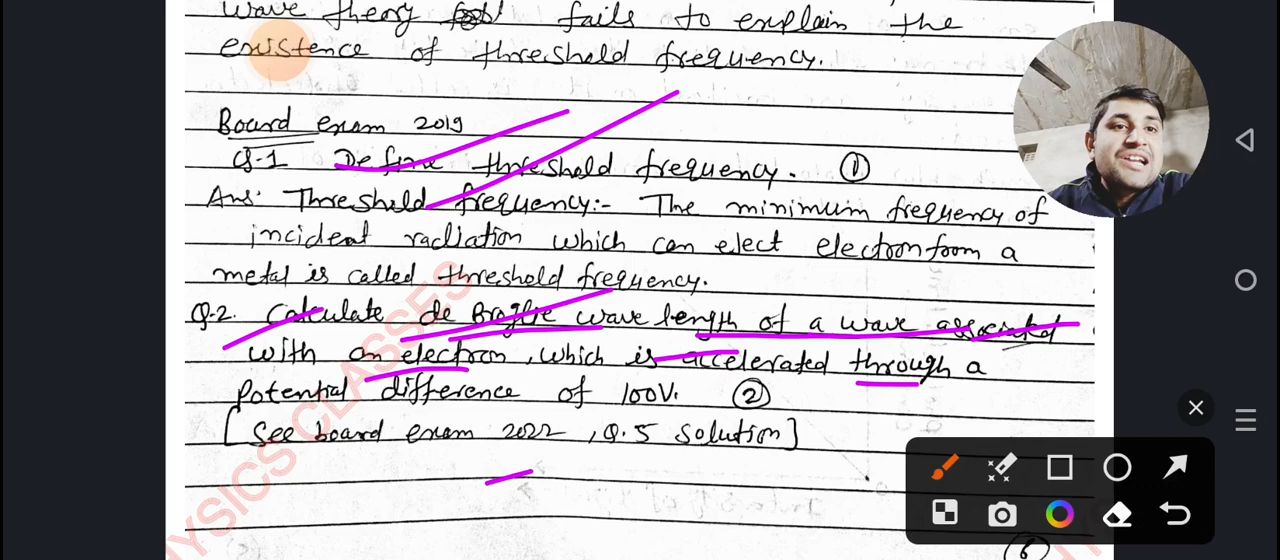 wave theory fails to explain the
existence of threshold frequency.
Board exam 2019
Q-1 Define threshold frequency. ①
Ans: Threshold frequency:- The minimum frequency of
incident radiation which can eject electron from a
metal is called threshold frequency.
Q-2. Calculate de Broglie wave length of a wave associated
with an electron, which is accelerated through a
potential difference of 100V. ②
[See board exam 2022, Q.5 Solution]
PHYSICS CLASSES
6